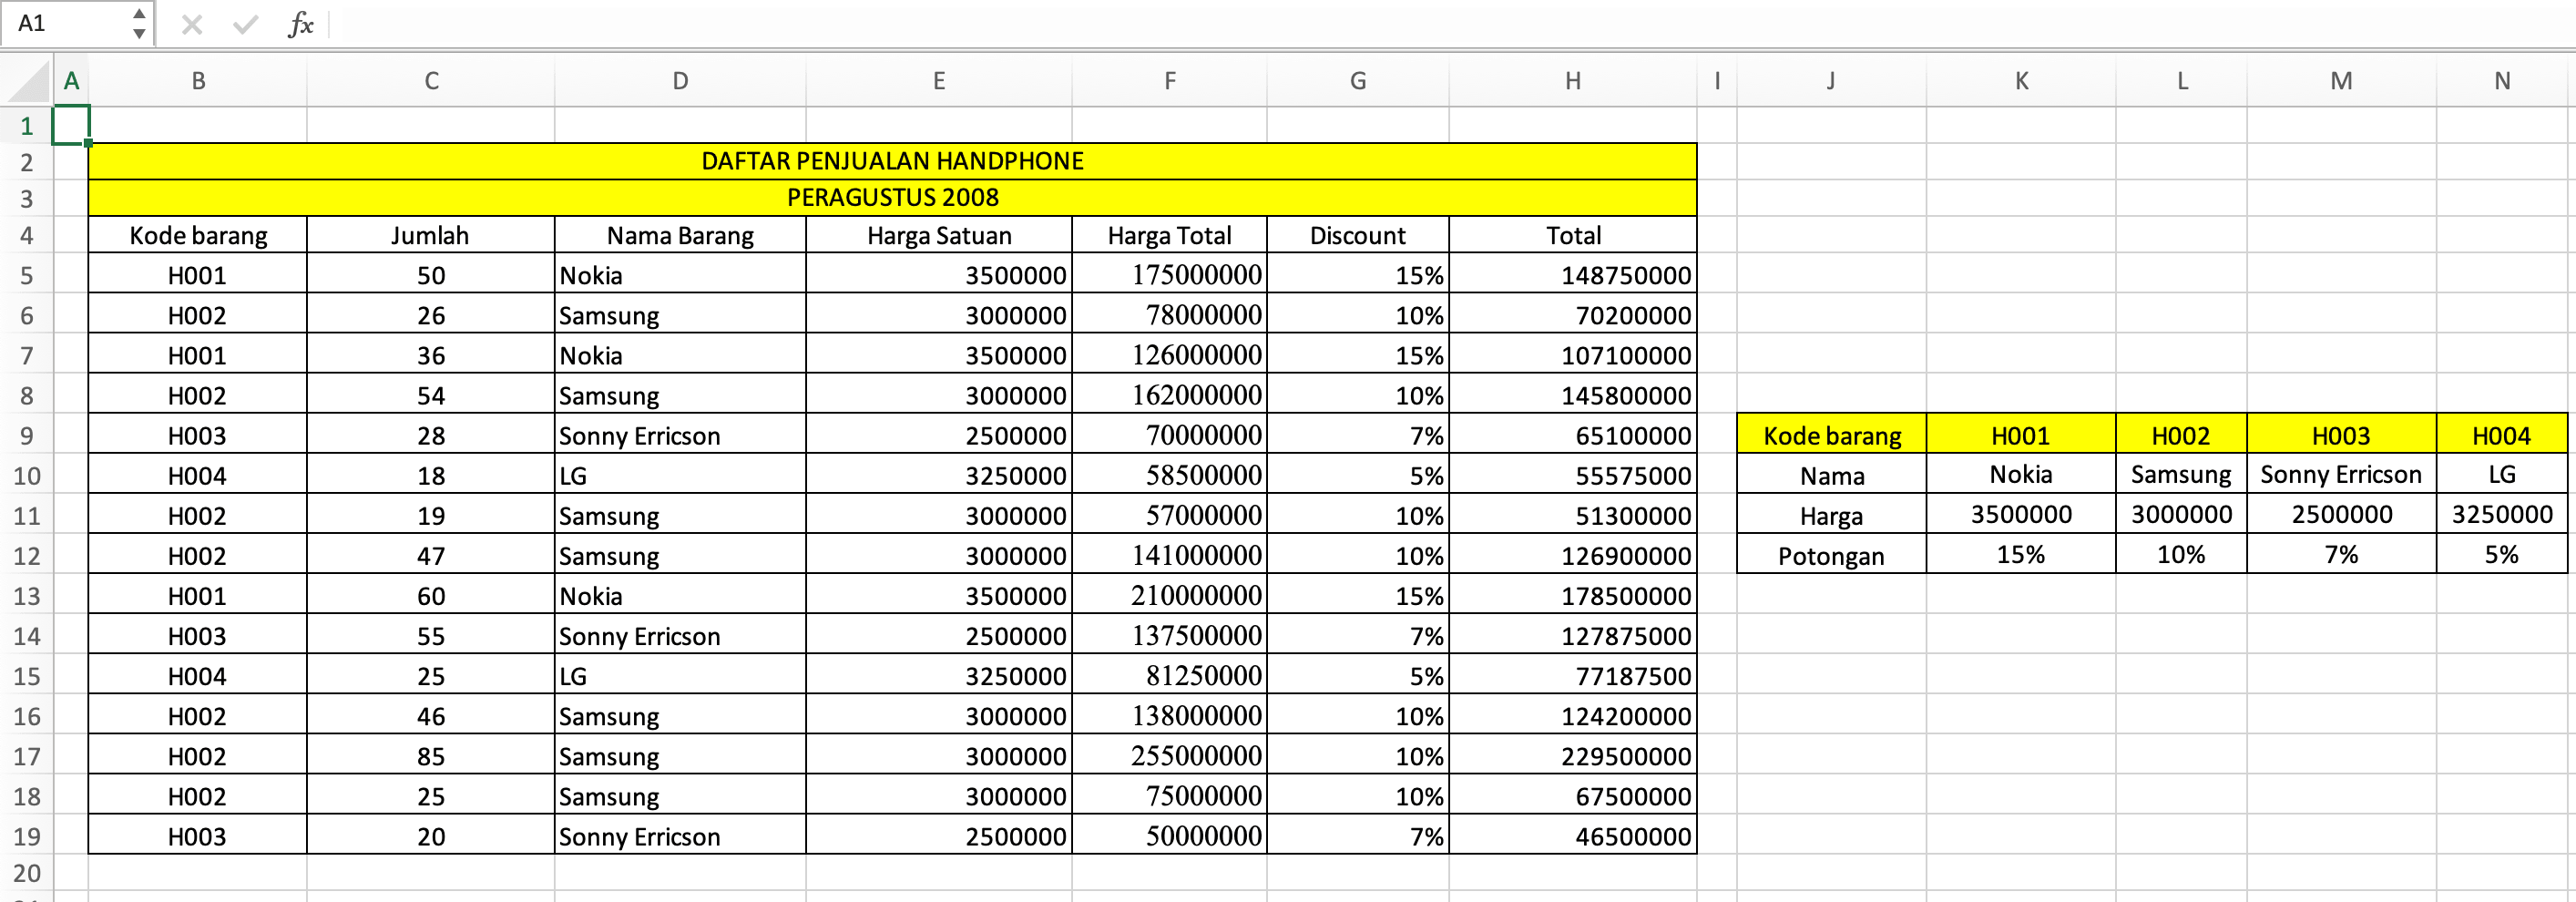 A1 fx
A B C D E F G H I J K L M N
1
2 DAFTAR PENJUALAN HANDPHONE
3 PERAGUSTUS 2008
4 Kode barang Jumlah Nama Barang Harga Satuan Harga Total Discount Total
5 H001 50 Nokia 3500000 175000000 15% 148750000
6 H002 26 Samsung 3000000 78000000 10% 70200000
7 H001 36 Nokia 3500000 126000000 15% 107100000
8 H002 54 Samsung 3000000 162000000 10% 145800000
9 H003 28 Sonny Erricson 2500000 70000000 7% 65100000 Kode barang H001 H002 H003 H004
10 H004 18 LG 3250000 58500000 5% 55575000 Nama Nokia Samsung Sonny Erricson LG
11 H002 19 Samsung 3000000 57000000 10% 51300000 Harga 3500000 3000000 2500000 3250000
12 H002 47 Samsung 3000000 141000000 10% 126900000 Potongan 15% 10% 7% 5%
13 H001 60 Nokia 3500000 210000000 15% 178500000
14 H003 55 Sonny Erricson 2500000 137500000 7% 127875000
15 H004 25 LG 3250000 81250000 5% 77187500
16 H002 46 Samsung 3000000 138000000 10% 124200000
17 H002 85 Samsung 3000000 255000000 10% 229500000
18 H002 25 Samsung 3000000 75000000 10% 67500000
19 H003 20 Sonny Erricson 2500000 50000000 7% 46500000
20